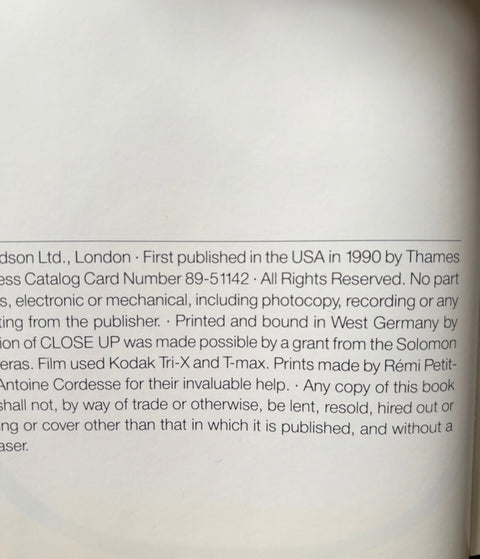 dson Ltd., London · First published in the USA in 1990 by Thames
ess Catalog Card Number 89-51142 · All Rights Reserved. No part
s, electronic or mechanical, including photocopy, recording or any
ting from the publisher. · Printed and bound in West Germany by
ion of CLOSE UP was made possible by a grant from the Solomon
eras. Film used Kodak Tri-X and T-max. Prints made by Rémi Petit-
Antoine Cordesse for their invaluable help. · Any copy of this book
shall not, by way of trade or otherwise, be lent, resold, hired out or
ng or cover other than that in which it is published, and without a
aser.